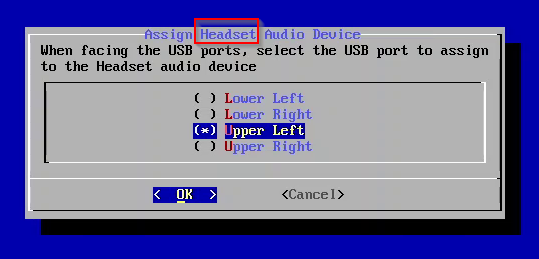 Assign Headset Audio Device
When facing the USB ports, select the USB port to assign
to the Headset audio device
( ) Lower Left
( ) Lower Right
(*) Upper Left
( ) Upper Right
< OK > <Cancel>